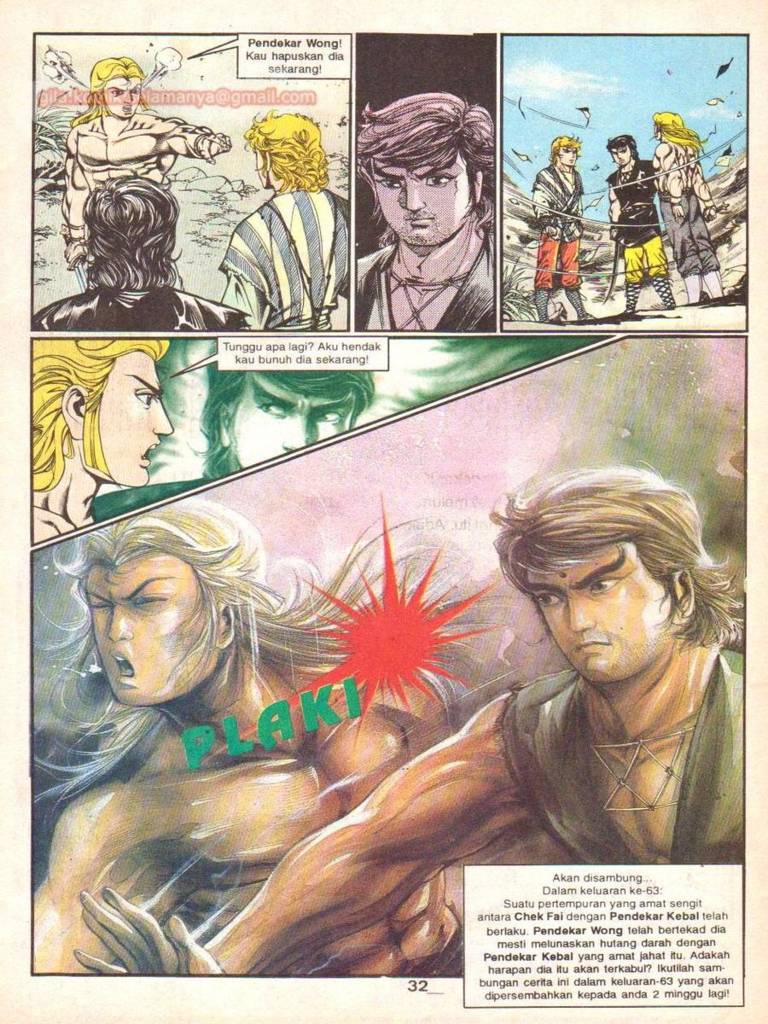 Pendekar Wong!
Kau hapuskan dia
sekarang!
Tunggu apa lagi? Aku hendak
kau bunuh dia sekarang!
PLAKI
Akan disambung...
Dalam keluaran ke-63:
Suatu pertempuran yang amat sengit
antara Chek Fai dengan Pendekar Kebal telah
berlaku. Pendekar Wong telah bertekad dia
mesti melunaskan hutang darah dengan
Pendekar Kebal yang amat jahat itu. Adakah
harapan dia itu akan terkabul? Ikutilah sam-
bungan cerita ini dalam keluaran-63 yang akan
dipersembahkan kepada anda 2 minggu lagi!
32